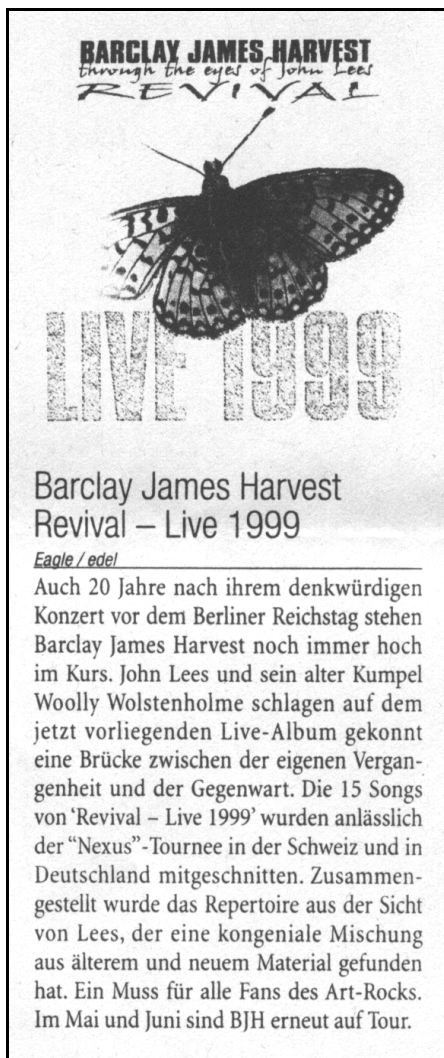 BARCLAY JAMES HARVEST
through the eyes of John Lees
REVIVAL
LIVE 1999
Barclay James Harvest
Revival – Live 1999
Eagle / edel
Auch 20 Jahre nach ihrem denkwürdigen
Konzert vor dem Berliner Reichstag stehen
Barclay James Harvest noch immer hoch
im Kurs. John Lees und sein alter Kumpel
Woolly Wolstenholme schlagen auf dem
jetzt vorliegenden Live-Album gekonnt
eine Brücke zwischen der eigenen Vergan-
genheit und der Gegenwart. Die 15 Songs
von ‘Revival – Live 1999’ wurden anlässlich
der “Nexus”-Tournee in der Schweiz und in
Deutschland mitgeschnitten. Zusammen-
gestellt wurde das Repertoire aus der Sicht
von Lees, der eine kongeniale Mischung
aus älterem und neuem Material gefunden
hat. Ein Muss für alle Fans des Art-Rocks.
Im Mai und Juni sind BJH erneut auf Tour.